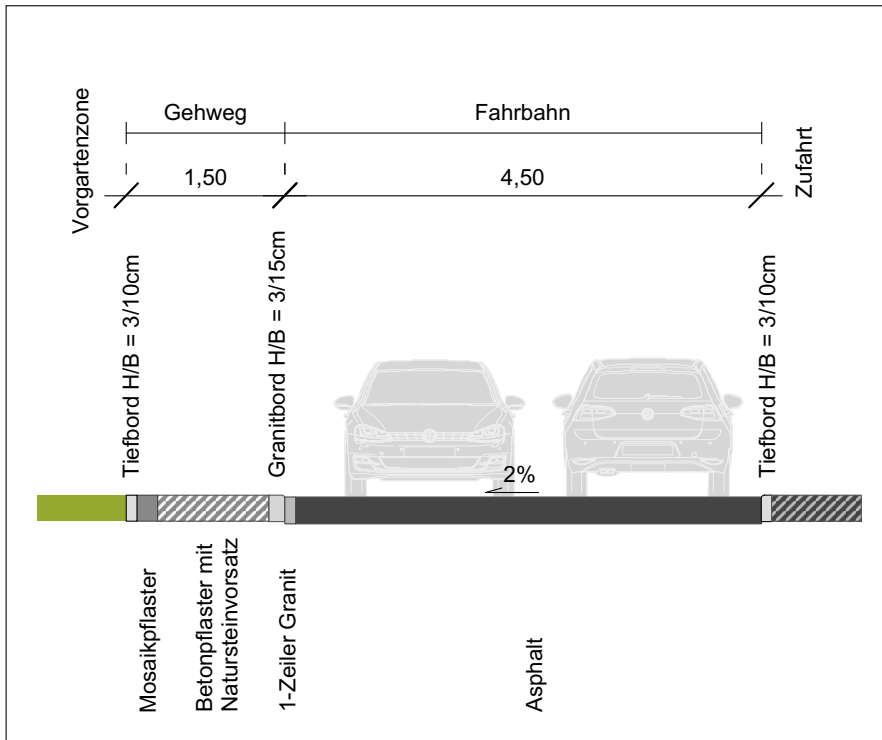 Gehweg
Fahrbahn
Vorgartenzone
1,50
4,50
Zufahrt
Tiefbord H/B = 3/10cm
Granitbord H/B = 3/15cm
Tiefbord H/B = 3/10cm
2%
Mosaikpflaster
Betonpflaster mit
Natursteinvorsatz
1-Zeiler Granit
Asphalt